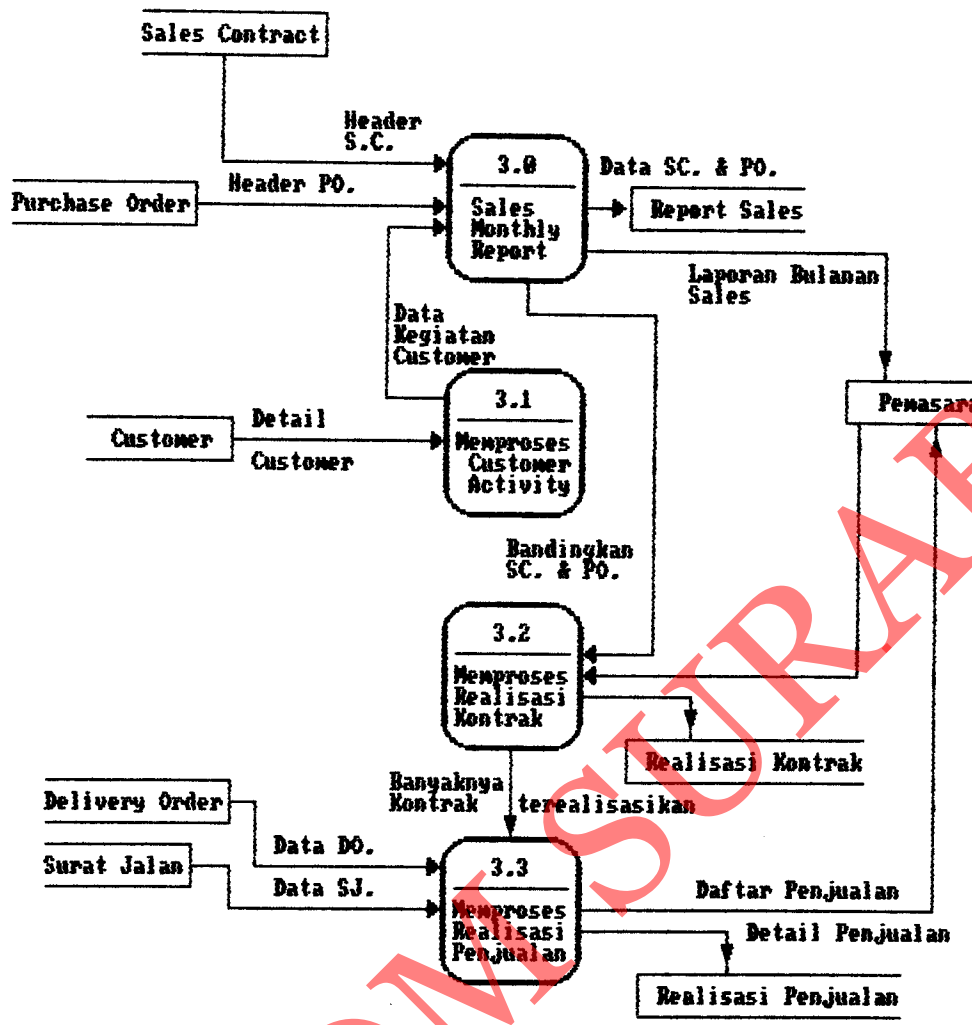 Sales Contract
Header
S.C.
3.0
Data SC. & PO.
Header PO.
Purchase Order
Sales
Monthly
Report
Report Sales
Laporan Bulanan
Sales
Data
Kegiatan
Customer
3.1
Pemasara
Detail
Customer
Customer
Memproses
Customer
Activity
Bandingkan
SC. & PO.
3.2
Memproses
Realisasi
Kontrak
Realisasi Kontrak
Banyaknya
Kontrak terealisasikan
Delivery Order
Data DO.
Surat Jalan
3.3
Data SJ.
Daftar Penjualan
Memproses
Realisasi
Penjualan
Detail Penjualan
Realisasi Penjualan
OM SURAB